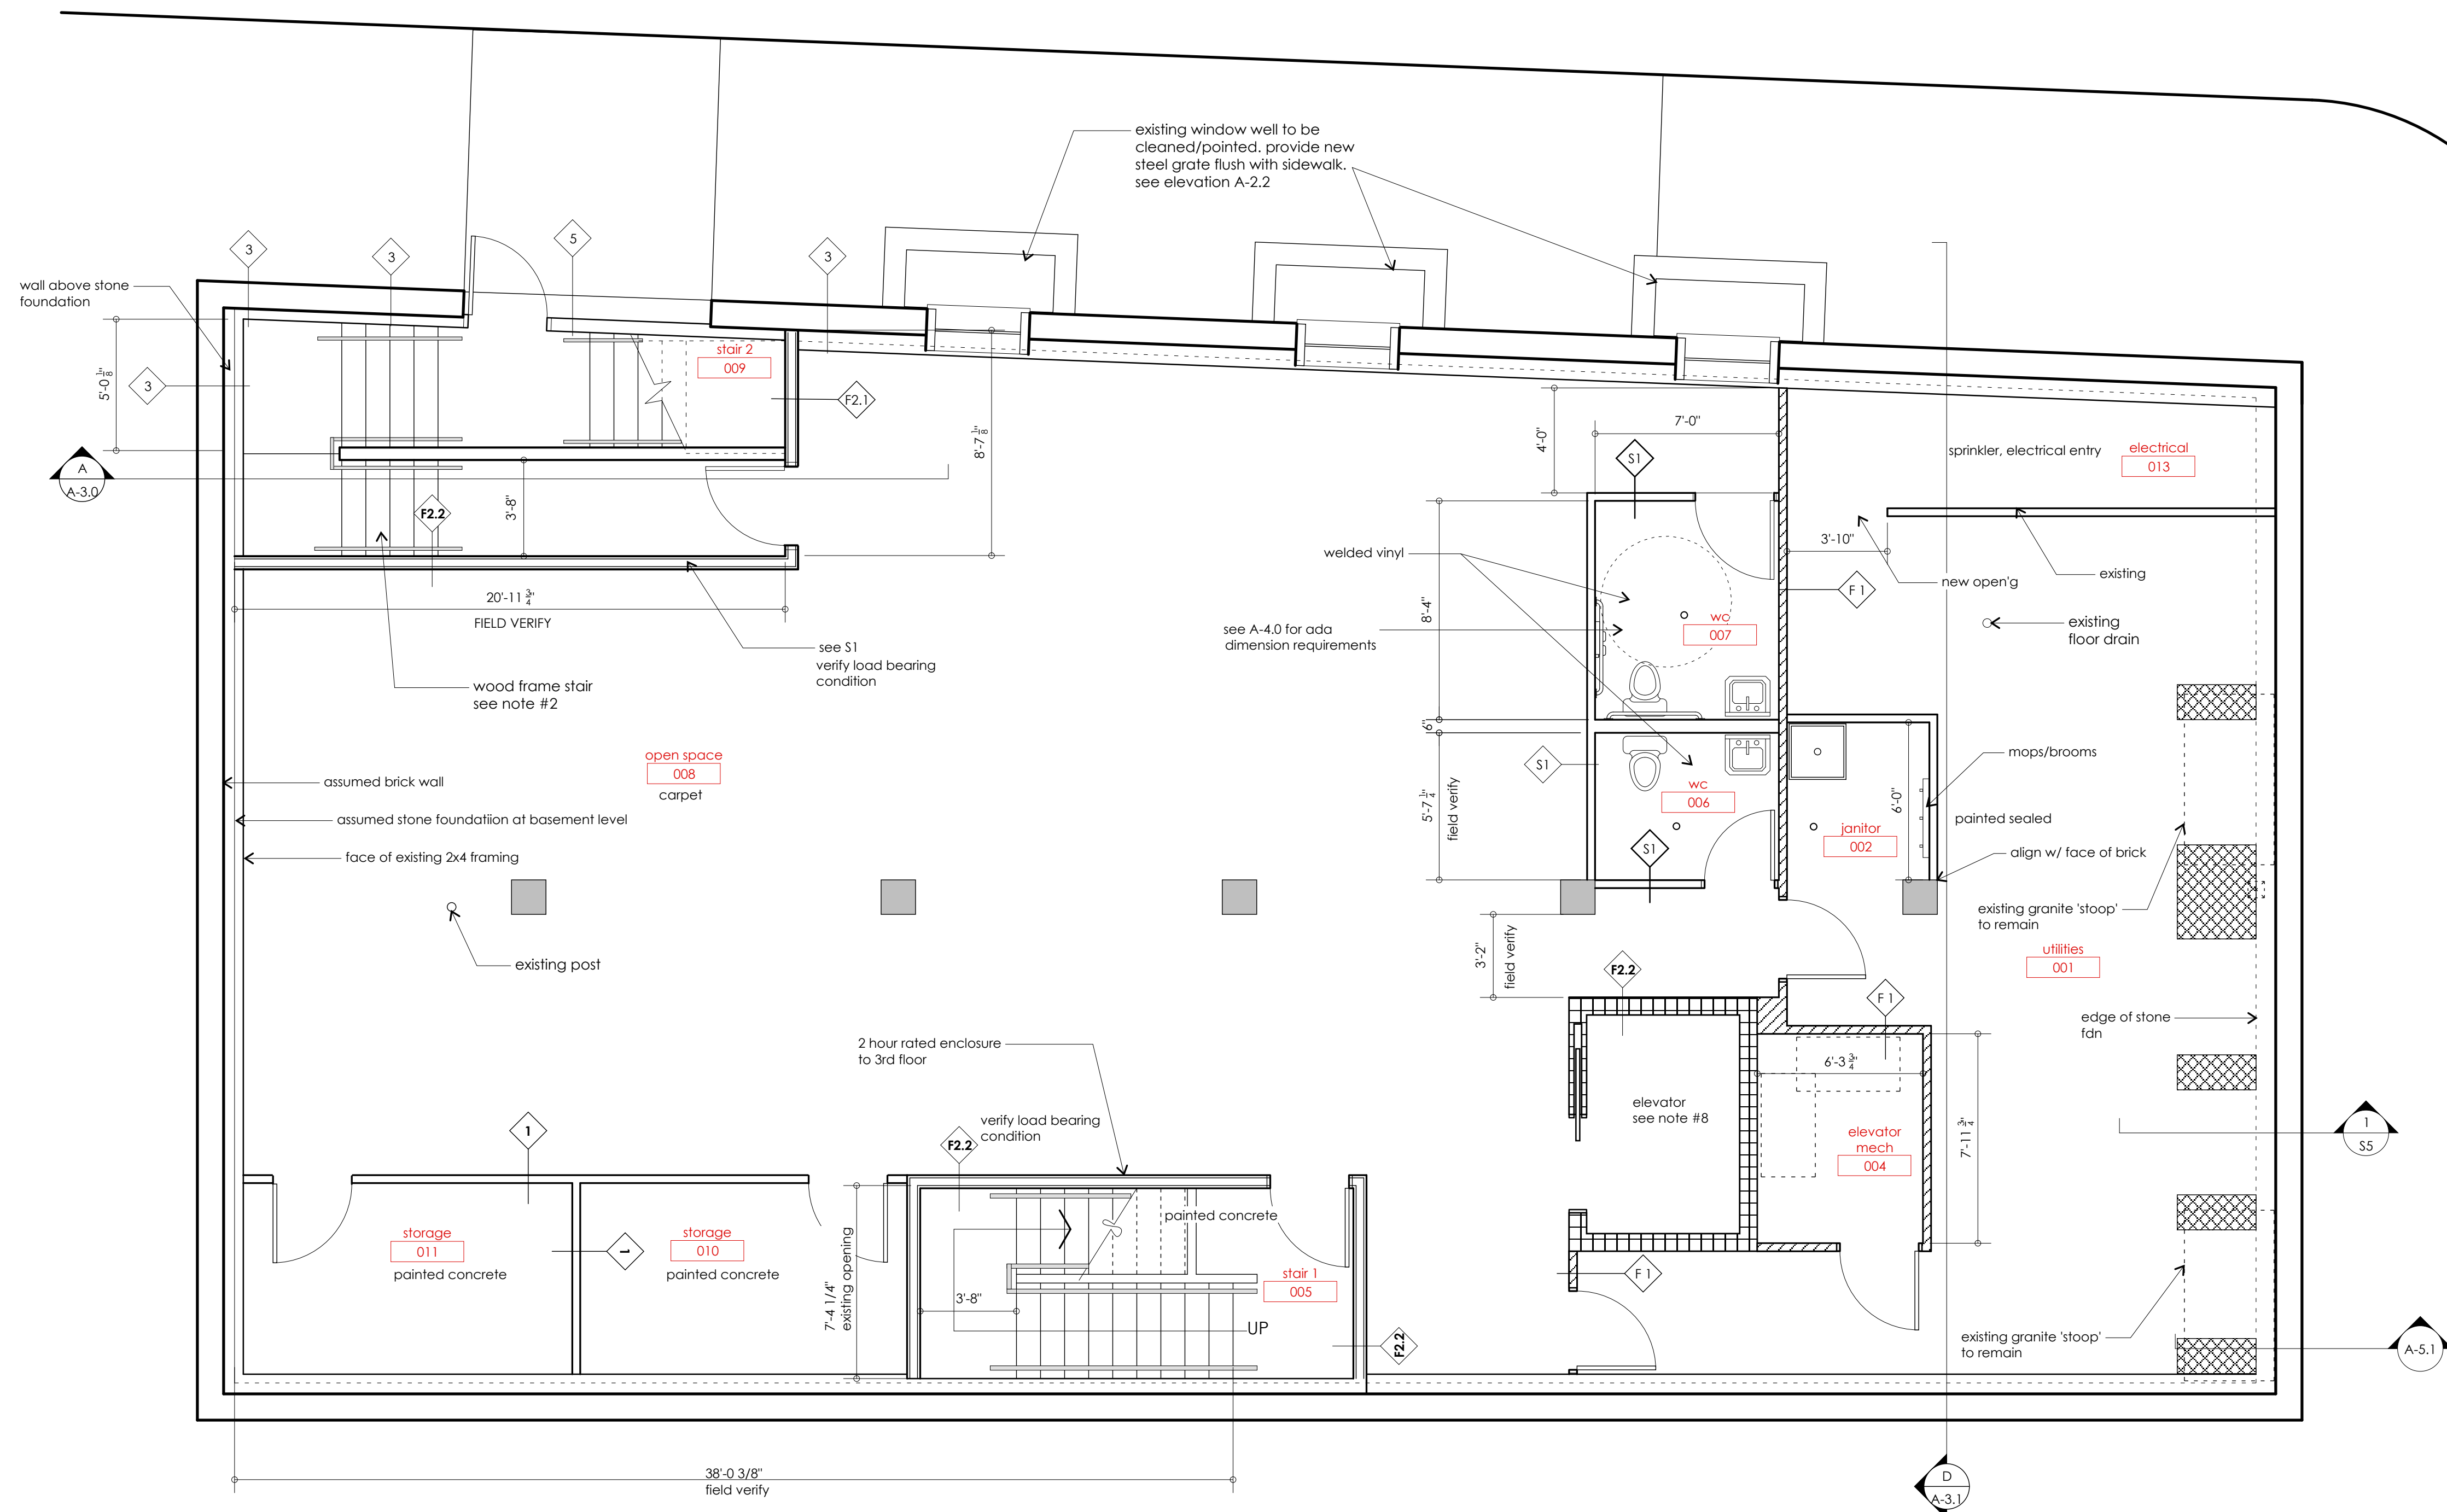 existing window well to be
cleaned/pointed. provide new
steel grate flush with sidewalk.
see elevation A-2.2
3
3
5
3
wall above stone
foundation
5'-0 1/8"
3
stair 2
009
F2.1
8'-7 1/8"
A
A-3.0
F2.2
3'-8"
20'-11 3/4"
FIELD VERIFY
see S1
verify load bearing
condition
wood frame stair
see note #2
4'-0"
7'-0"
S1
sprinkler, electrical entry
electrical
013
3'-10"
new open'g
existing
welded vinyl
F 1
8'-4"
see A-4.0 for ada
dimension requirements
wc
007
existing
floor drain
6"
S1
wc
006
5'-7 1/4"
field verify
S1
mops/brooms
6'-0"
janitor
002
painted sealed
align w/ face of brick
existing granite 'stoop'
to remain
open space
008
carpet
assumed brick wall
assumed stone foundatiion at basement level
face of existing 2x4 framing
existing post
3'-2"
field verify
F2.2
F 1
utilities
001
edge of stone
fdn
2 hour rated enclosure
to 3rd floor
verify load bearing
condition
F2.2
elevator
see note #8
6'-3 3/4"
elevator
mech
004
7'-11 3/4"
1
S5
1
storage
011
painted concrete
1
storage
010
painted concrete
7'-4 1/4"
existing opening
painted concrete
3'-8"
stair 1
005
UP
F2.2
F 1
existing granite 'stoop'
to remain
A-5.1
38'-0 3/8"
field verify
D
A-3.1